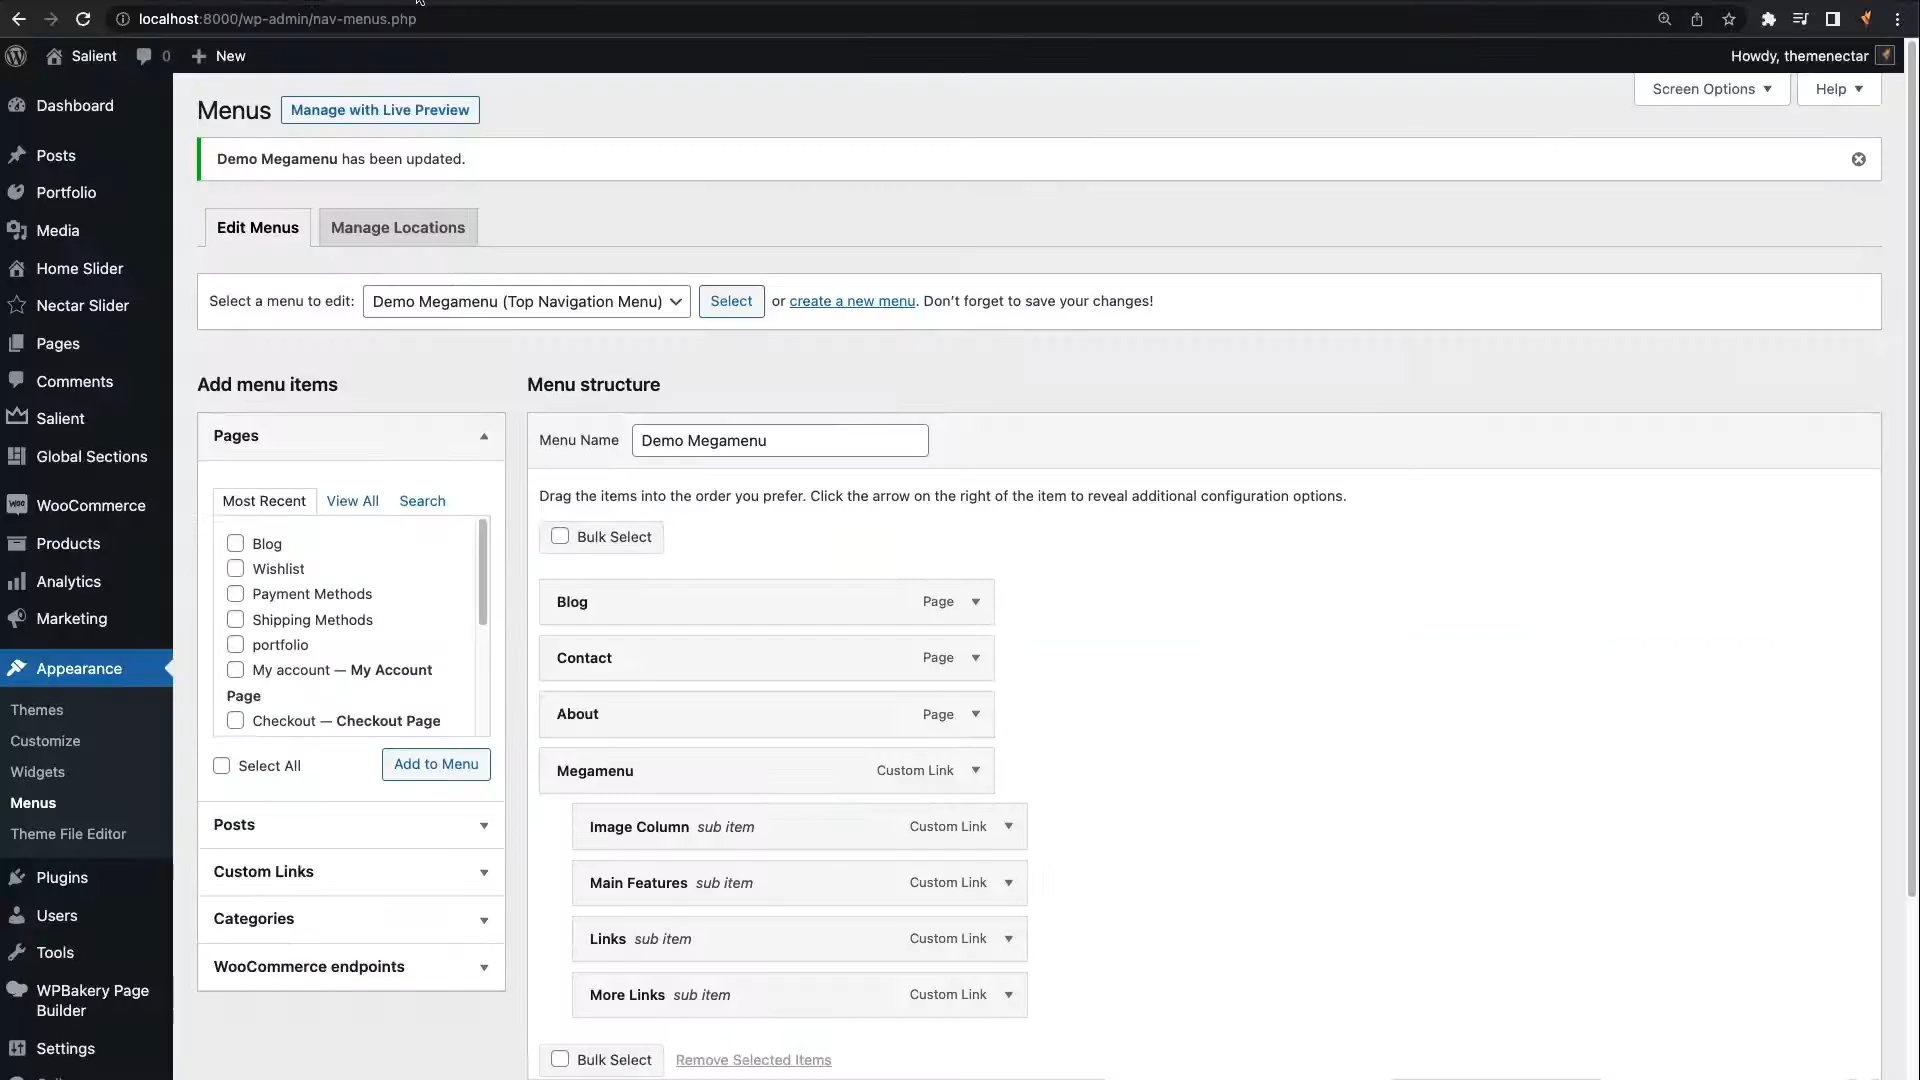 localhost:8000/wp-admin/nav-menus.php
Salient
0
New
Howdy, themenectar
Dashboard
Posts
Portfolio
Media
Home Slider
Nectar Slider
Pages
Comments
Salient
Global Sections
woo
WooCommerce
Products
Analytics
Marketing
Appearance
Themes
Customize
Widgets
Menus
Theme File Editor
Plugins
Users
Tools
WPBakery Page
Builder
Settings
Screen Options
Help
Menus
Manage with Live Preview
Demo Megamenu has been updated.
Edit Menus
Manage Locations
Select a menu to edit: Demo Megamenu (Top Navigation Menu) Select or create a new menu. Don't forget to save your changes!
Add menu items
Pages
Most Recent
View All
Search
Blog
Wishlist
Payment Methods
Shipping Methods
portfolio
My account — My Account
Page
Checkout — Checkout Page
Select All
Add to Menu
Posts
Custom Links
Categories
WooCommerce endpoints
Menu structure
Menu Name Demo Megamenu
Drag the items into the order you prefer. Click the arrow on the right of the item to reveal additional configuration options.
Bulk Select
Blog Page
Contact Page
About Page
Megamenu Custom Link
Image Column sub item Custom Link
Main Features sub item Custom Link
Links sub item Custom Link
More Links sub item Custom Link
Bulk Select
Remove Selected Items